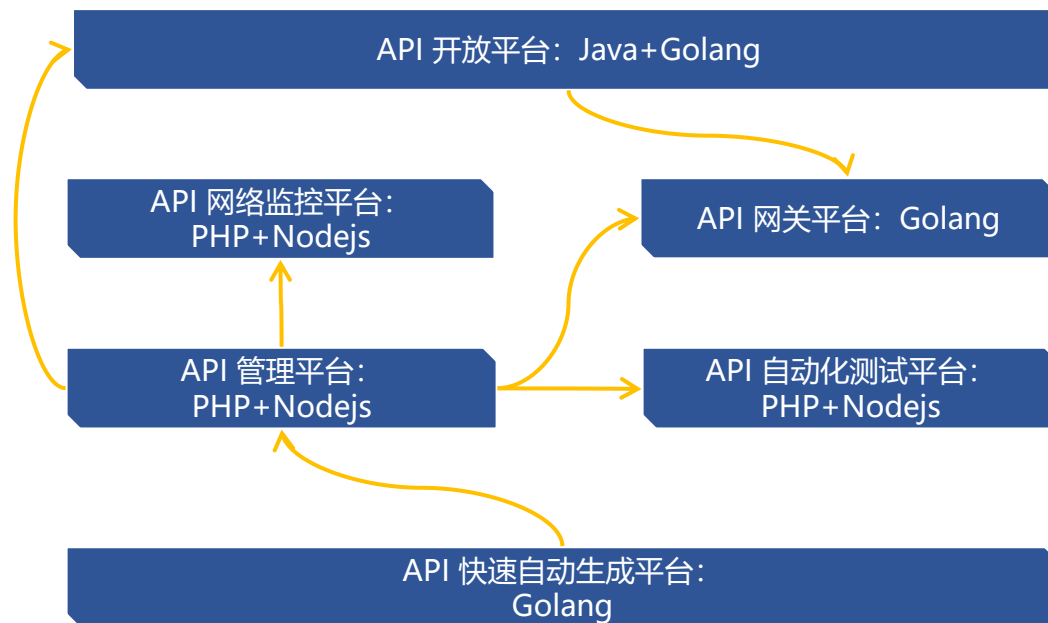 API 开放平台：Java+Golang
API 网络监控平台：
PHP+Nodejs
API 网关平台：Golang
API 管理平台：
PHP+Nodejs
API 自动化测试平台：
PHP+Nodejs
API 快速自动生成平台：
Golang